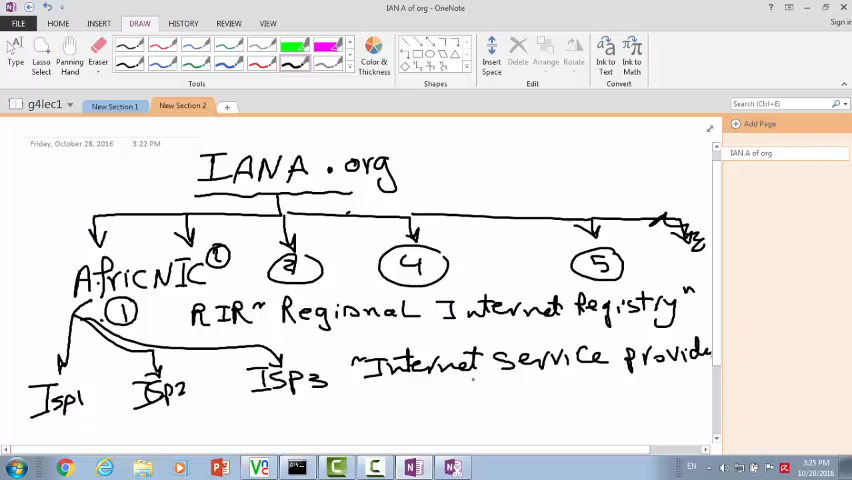 IAN A of org - OneNote
FILE HOME INSERT DRAW HISTORY REVIEW VIEW
Sign in
Type Lasso Select Panning Hand Eraser Color & Thickness Insert Space Delete Arrange Rotate Ink to Text Ink to Math
Tools Shapes Edit Convert
g4lec1 New Section 1 New Section 2 Search (Ctrl+E)
Add Page
IAN A of org
Friday, October 28, 2016 3:22 PM
IANA.org
AfricNIC 2 3 4 5
1 RIR "Regional Internet Registry"
Isp1 Isp2 ISP3 "Internet service provide
EN 3:25 PM
10/28/2016